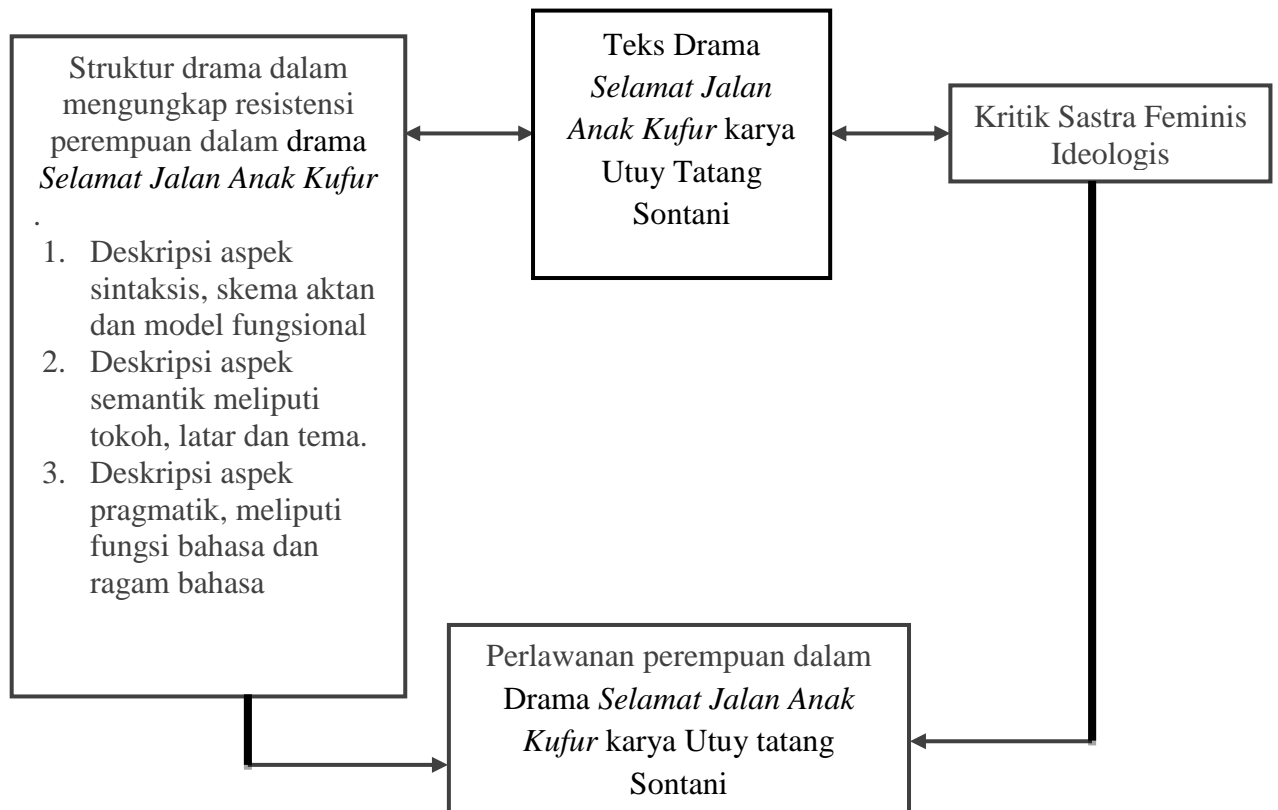 Struktur drama dalam
mengungkap resistensi
perempuan dalam drama
Selamat Jalan Anak Kufur
.
1. Deskripsi aspek
sintaksis, skema aktan
dan model fungsional
2. Deskripsi aspek
semantik meliputi
tokoh, latar dan tema.
3. Deskripsi aspek
pragmatik, meliputi
fungsi bahasa dan
ragam bahasa
Teks Drama
Selamat Jalan
Anak Kufur karya
Utuy Tatang
Sontani
Kritik Sastra Feminis
Ideologis
Perlawanan perempuan dalam
Drama Selamat Jalan Anak
Kufur karya Utuy tatang
Sontani